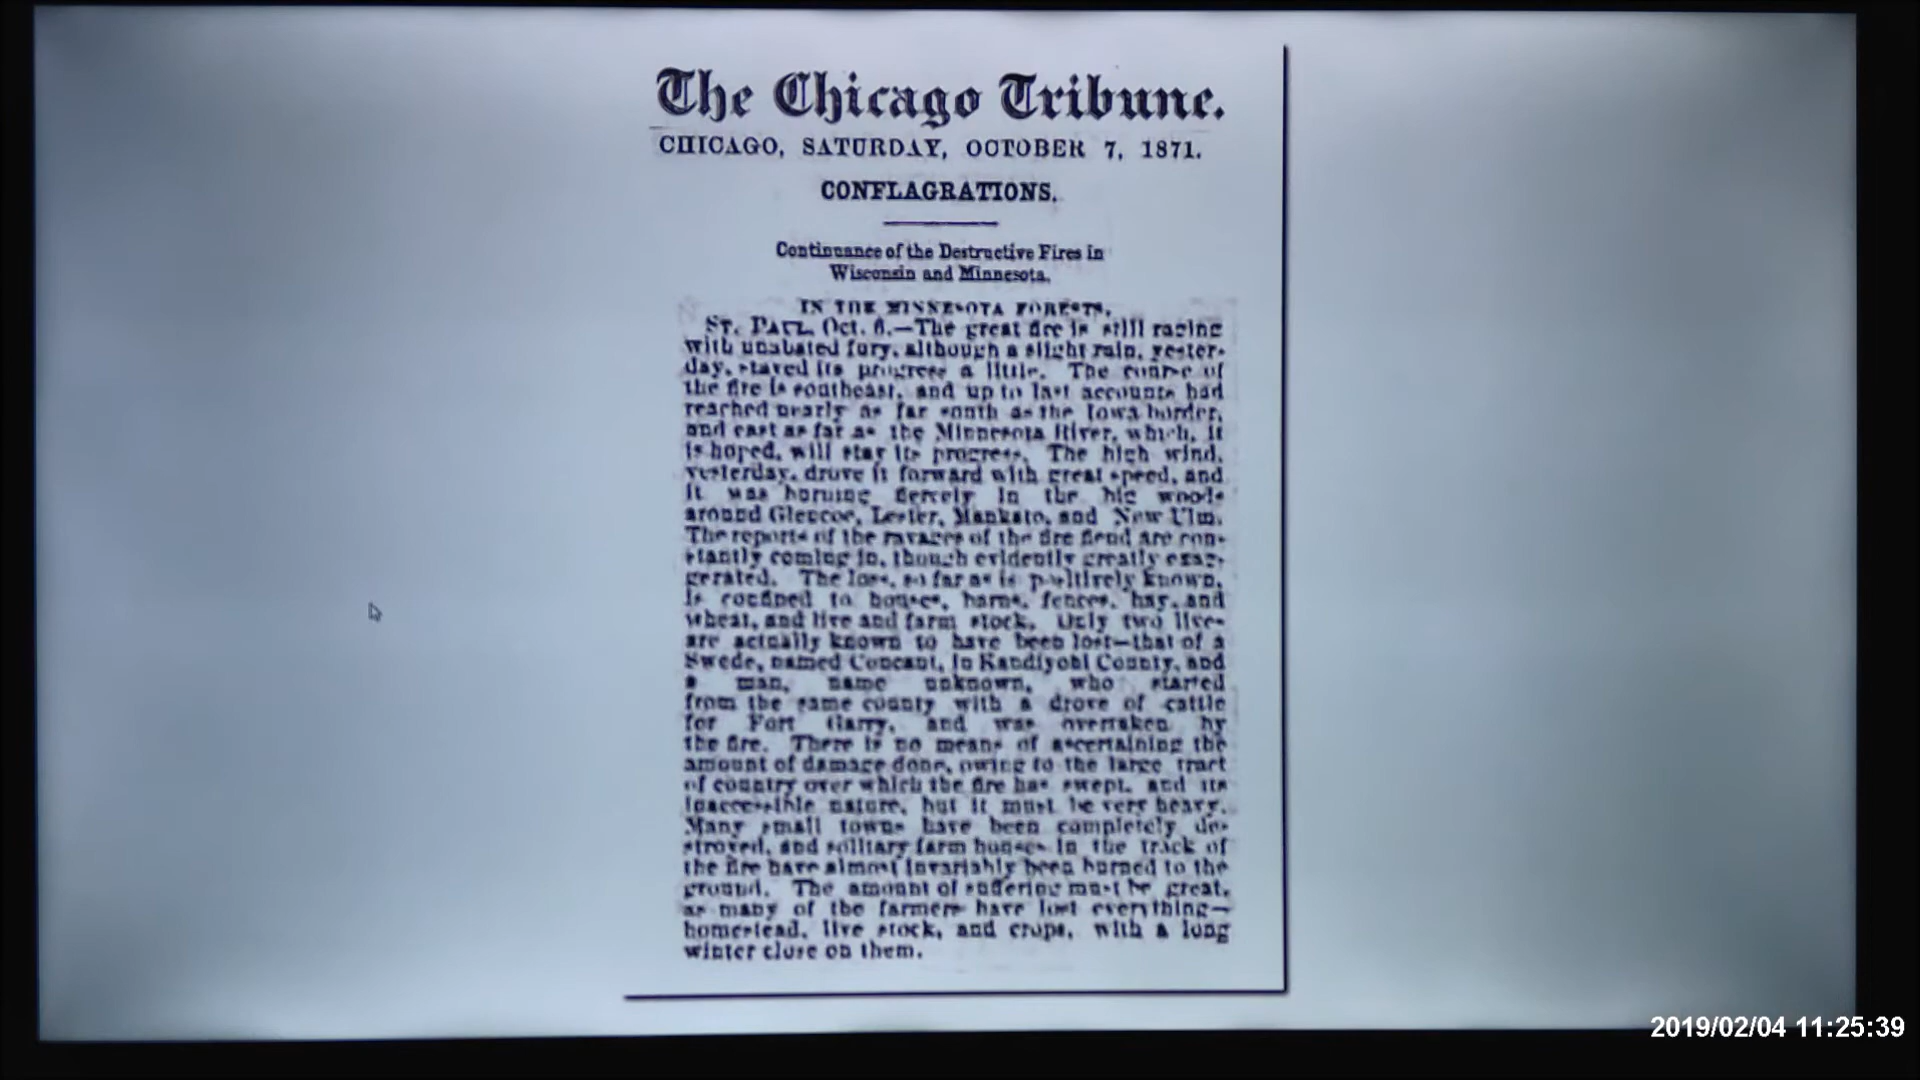 The Chicago Tribune.
CHICAGO, SATURDAY, OCTOBER 7, 1871.
CONFLAGRATIONS.
Continuance of the Destructive Fires in
Wisconsin and Minnesota.
IN THE MINNESOTA FORESTS.
ST. PAUL, Oct. 6.—The great fire is still raging
with unabated fury, although a slight rain, yester-
day, stayed its progress a little. The course of
the fire is southeast, and up to last accounts had
reached nearly as far south as the Iowa border,
and east as far as the Minnesota River, which, it
is hoped, will stay its progress. The high wind,
yesterday, drove it forward with great speed, and
it was burning fiercely in the big woods
around Glencoe, Mankato, and New Ulm.
The reports of the ravages of the fire fiend are con-
stantly coming in, though evidently greatly exag-
gerated. The loss, so far as is positively known,
is confined to houses, barns, fences, hay, and
wheat, and live and farm stock. Only two lives
are actually known to have been lost—that of a
Swede, named in Kandiyohi County, and
a man, name unknown, who started
from the same county with a drove of cattle
for Fort Garry, and was overtaken by
the fire. There is no means of ascertaining the
amount of damage done, owing to the large tract
of country over which the fire has swept, and its
inaccessible nature, but it must be very heavy.
Many small towns have been completely de-
stroyed, and solitary farm houses in the track of
the fire have almost invariably been burned to the
ground. The amount of suffering must be great,
as many of the farmers have lost everything—
homestead, live stock, and crops, with a long
winter close on them.
2019/02/04 11:25:39